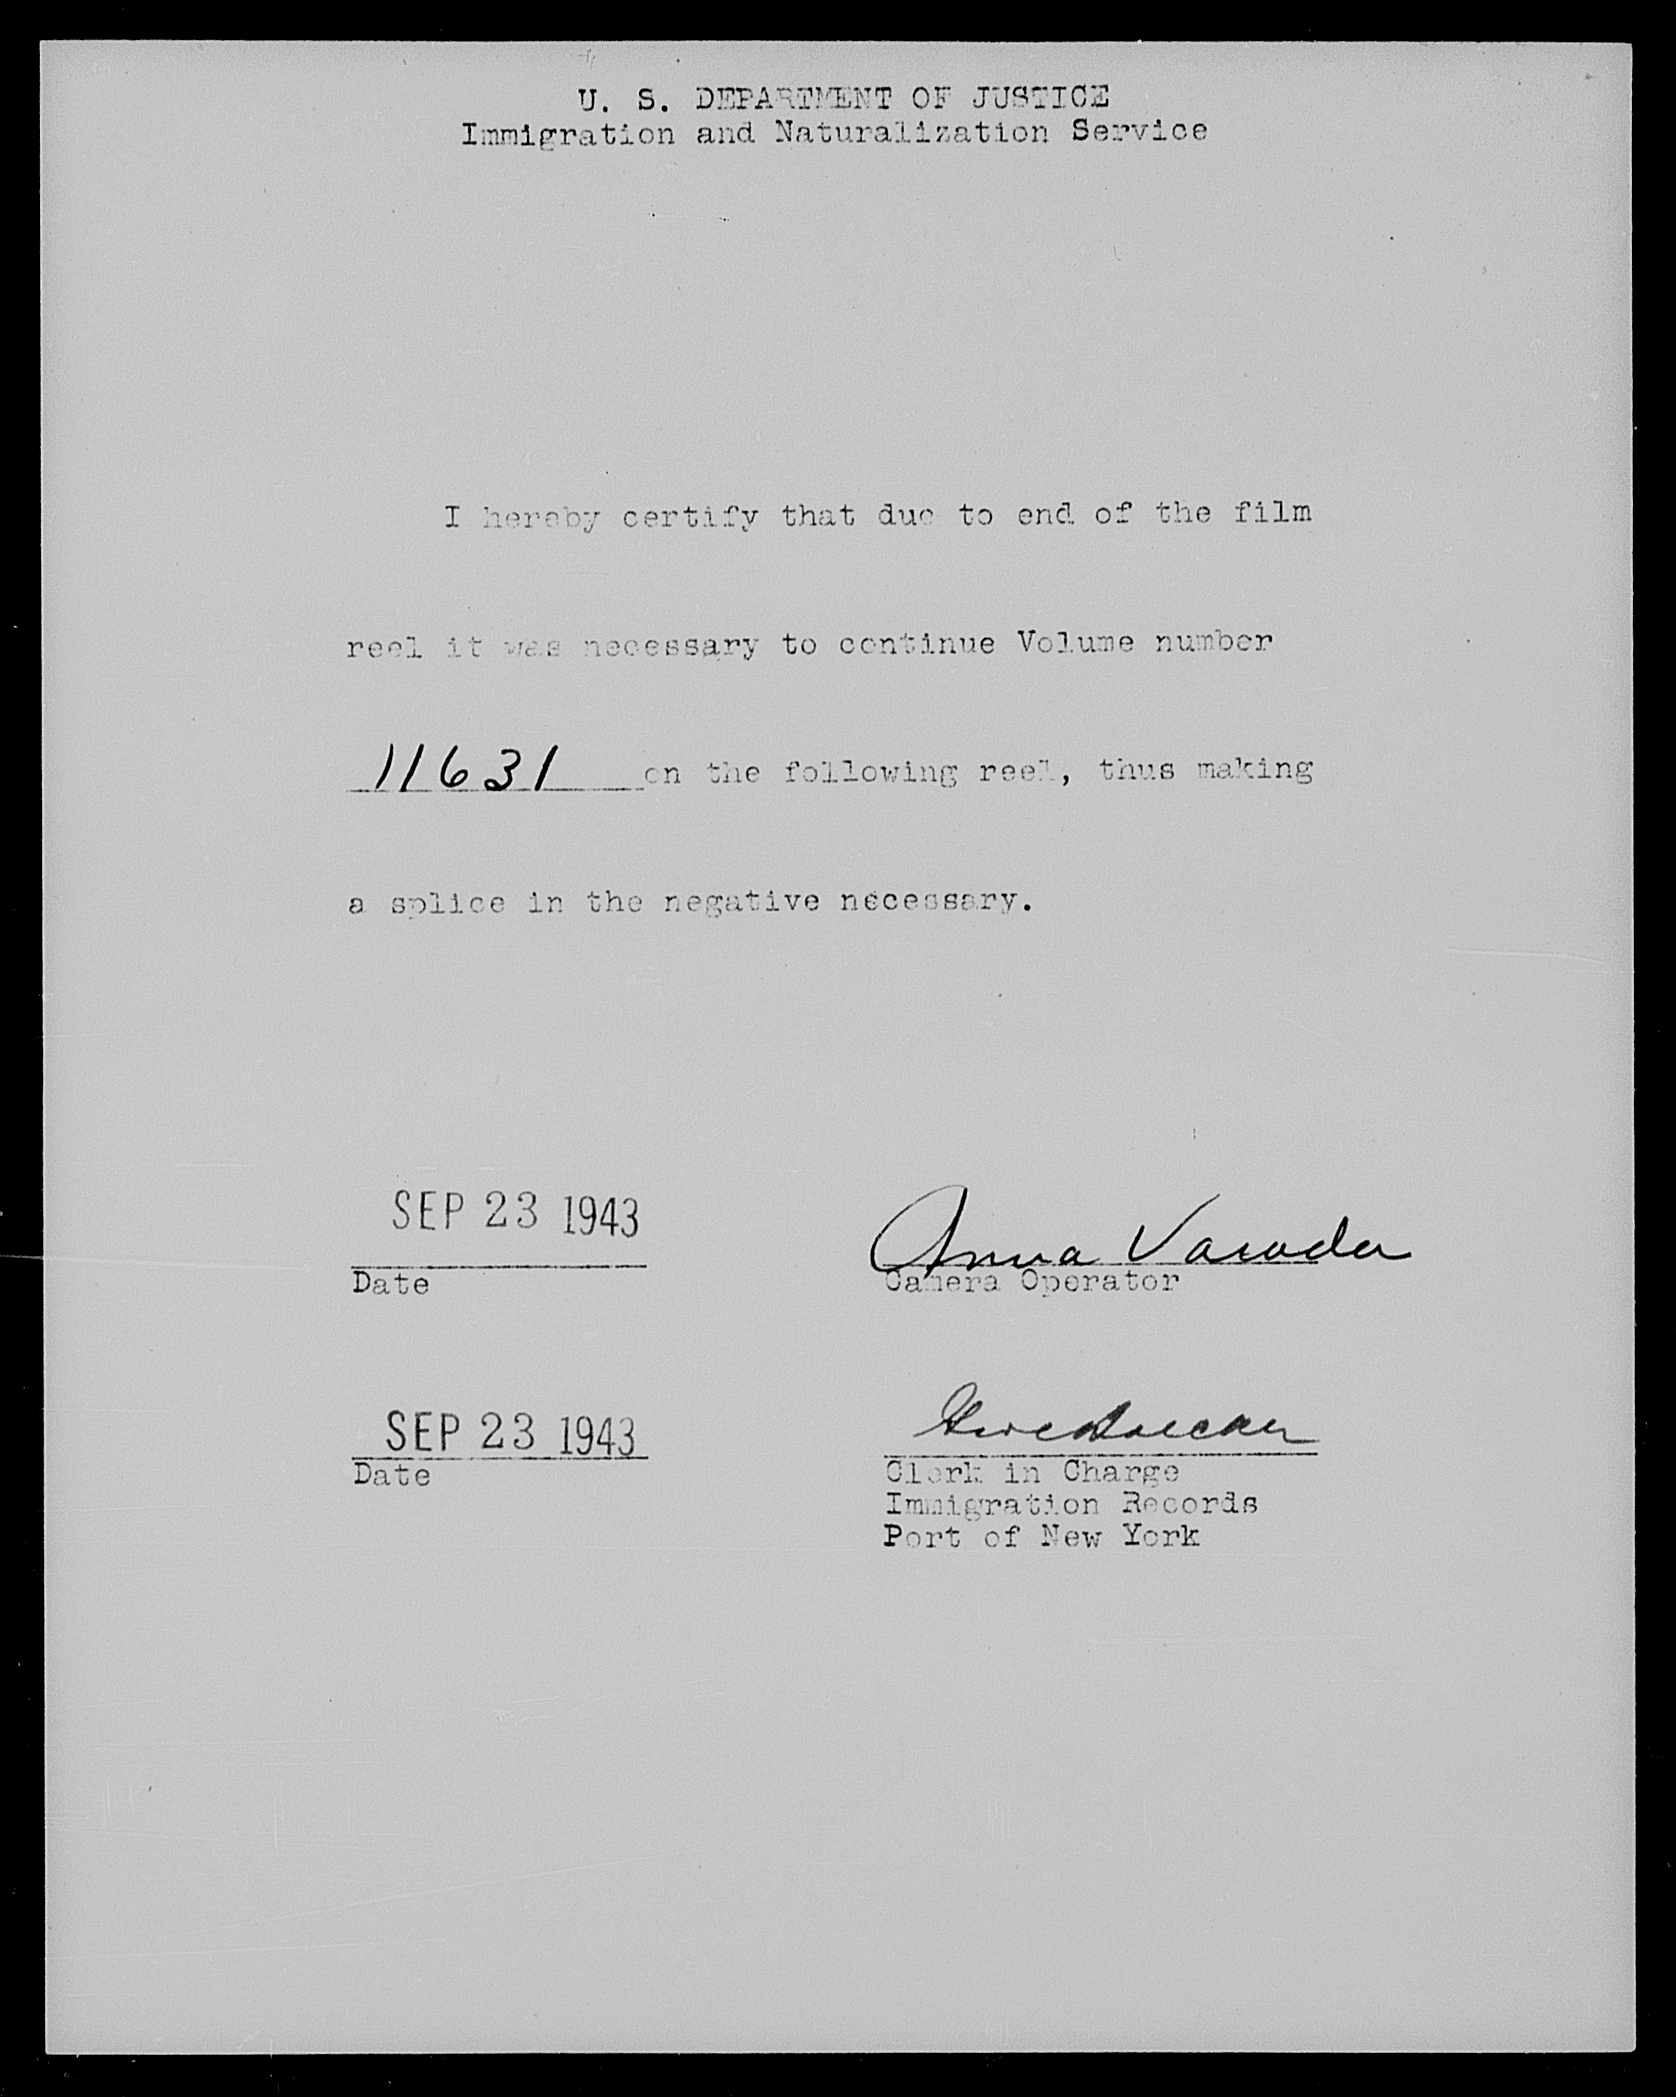 U. S. DEPARTMENT OF JUSTICE
Immigration and Naturalization Service
I hereby certify that due to end of the film
reel it was necessary to continue Volume number
11631 on the following reel, thus making
a splice in the negative necessary.
SEP 23 1943
Date
Anna
Camera Operator
SEP 23 1943
Date
Clerk in Charge
Immigration Records
Port of New York